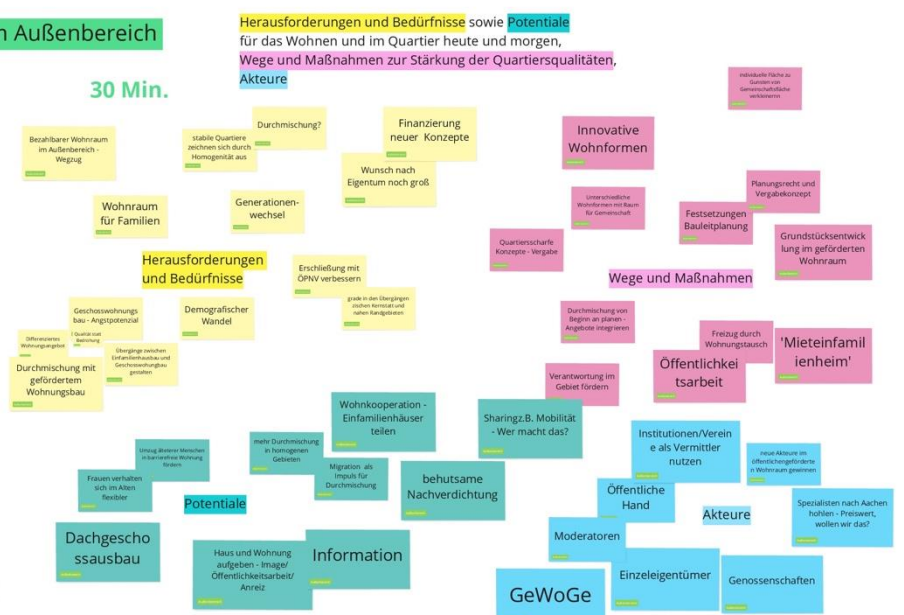 n Außenbereich
30 Min.
Herausforderungen und Bedürfnisse sowie Potentiale
für das Wohnen und im Quartier heute und morgen,
Wege und Maßnahmen zur Stärkung der Quartiersqualitäten,
Akteure
Bezahlbarer Wohnraum
im Außenbereich -
Wegzug
stabile Quartiere
zeichnen sich durch
Homogenität aus
Durchmischung?
Finanzierung
neuer Konzepte
Wunsch nach
Eigentum noch groß
Wohnraum
für Familien
Generationen-
wechsel
Herausforderungen
und Bedürfnisse
Erschließung mit
ÖPNV verbessern
grade in den Übergängen
zischen Kernstatt und
nahen Randgebieten
Geschosswohnungs
bau - Angstpotenzial
Demografischer
Wandel
Differenziertes
Wohnungsangebot
Qualität statt
Übergänge zwischen
Einfamilienhausbau und
Geschosswohungbau
gestalten
Durchmischung mit
gefördertem
Wohnungsbau
individuelle Fläche zu
Gunsten von
Gemeinschaftsfläche
verkleinerrn
Innovative
Wohnformen
Unterschiedliche
Wohnformen mit Raum
für Gemeinschaft
Planungsrecht und
Vergabekonzept
Festsetzungen
Bauleitplanung
Quartiersscharfe
Konzepte - Vergabe
Grundstücksentwick
lung im geförderten
Wohnraum
Wege und Maßnahmen
Durchmischung von
Beginn an planen -
Angebote integrieren
Freizug durch
Wohnungstausch
Öffentlichkei
tsarbeit
'Mieteinfamil
ienheim'
Verantwortung im
Gebiet fördern
Wohnkooperation -
Einfamilienhäuser
teilen
Sharingz.B. Mobilität
- Wer macht das?
Umzug älterer Menschen
in barrierefreie Wohnung
fördern
mehr Durchmischung
in homogenen
Gebieten
Migration als
Impuls für
Durchmischung
Frauen verhalten
sich im Alten
flexibler
behutsame
Nachverdichtung
Potentiale
Dachgescho
ssausbau
Haus und Wohnung
aufgeben - Image/
Öffentlichkeitsarbeit/
Anreiz
Information
Institutionen/Verein
e als Vermittler
nutzen
neue Akteure im
öffentlichengeförderte
n Wohnraum gewinnen
Öffentliche
Hand
Akteure
Spezialisten nach Aachen
hohlen - Preiswert,
wollen wir das?
Moderatoren
Einzeleigentümer
Genossenschaften
GeWoGe